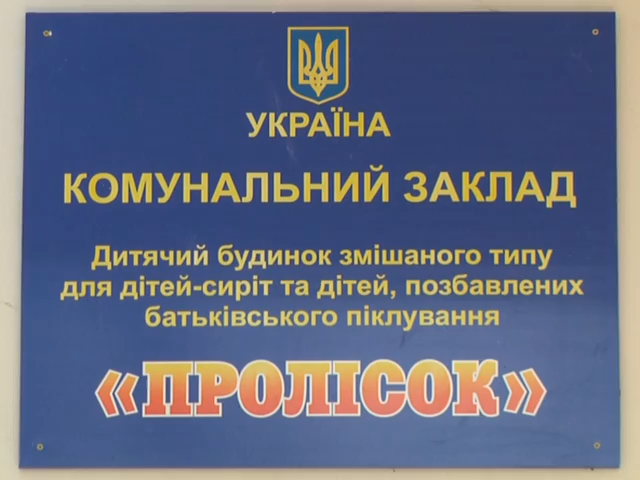 УКРАЇНА
КОМУНАЛЬНИЙ ЗАКЛАД
Дитячий будинок змішаного типу
для дітей-сиріт та дітей, позбавлених
батьківського піклування
«ПРОЛІСОК»